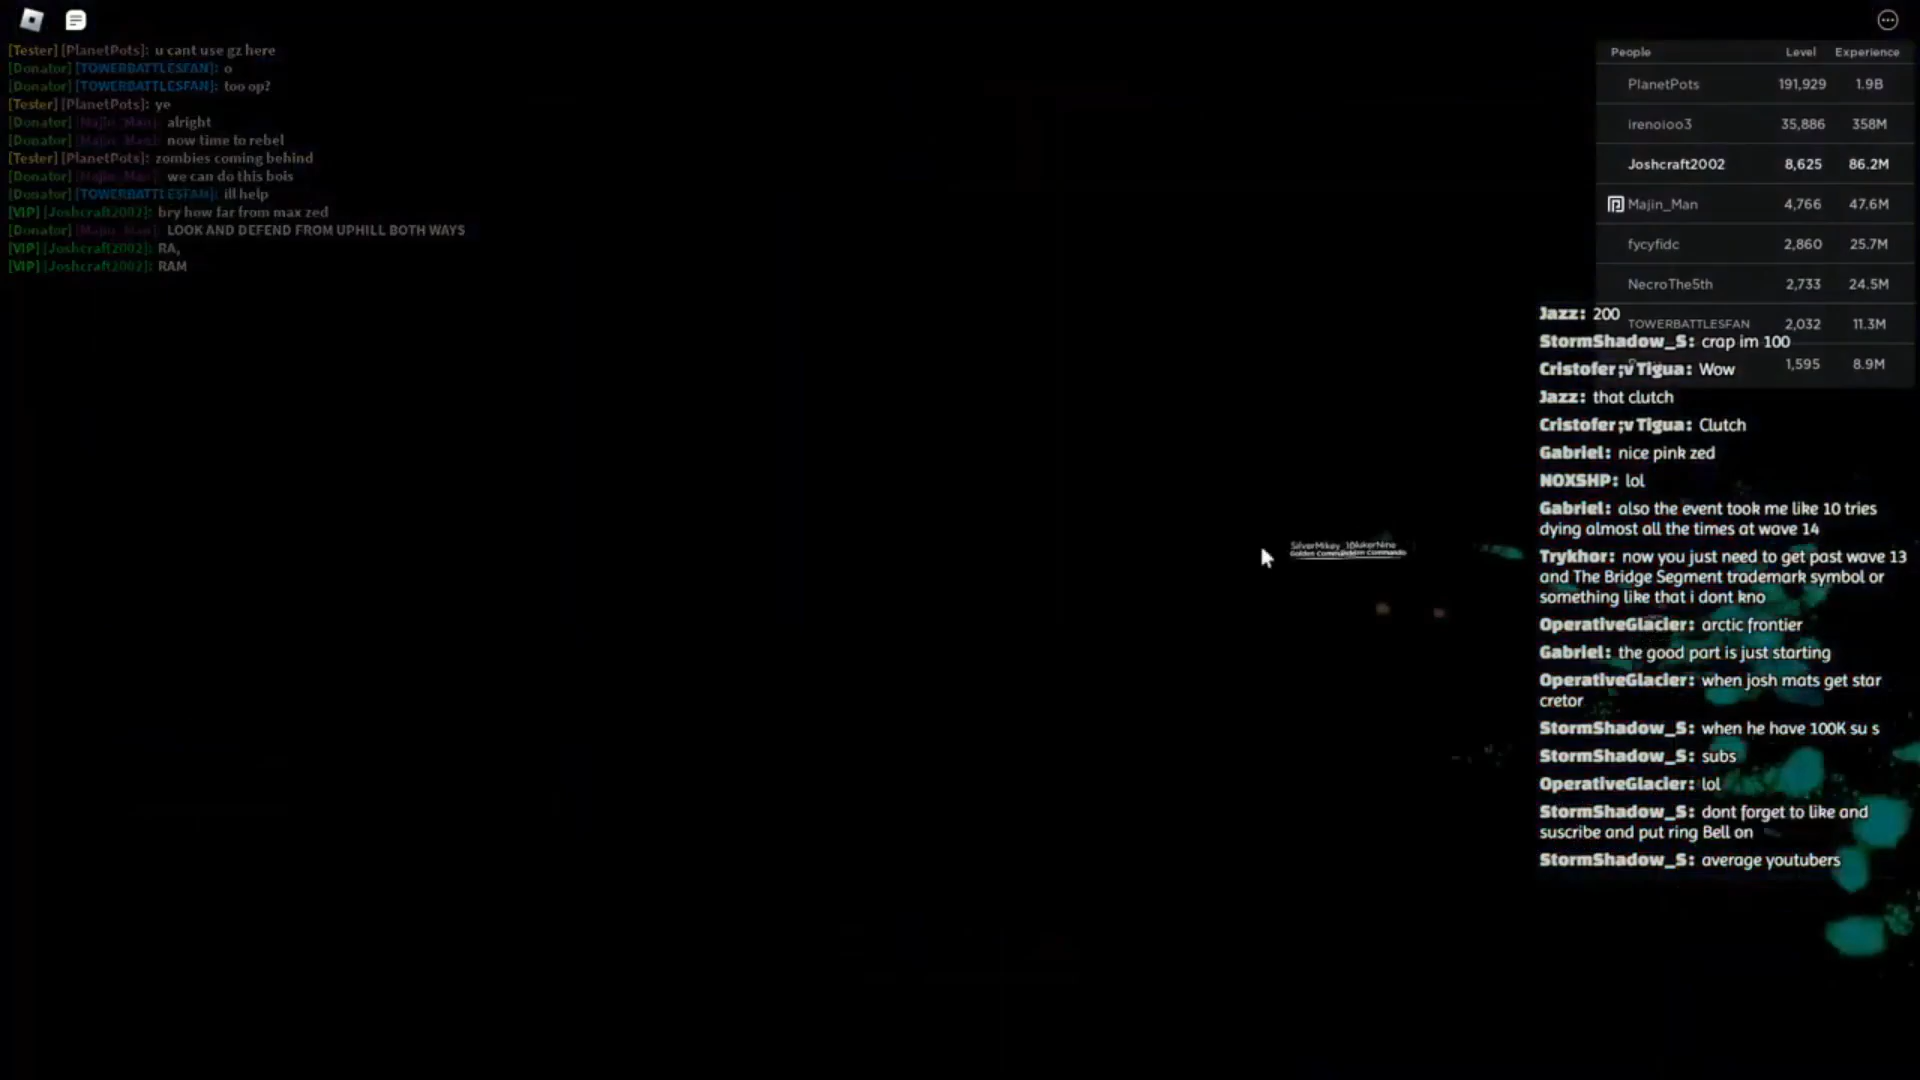 [Tester] [PlanetPots]: u cant use gz here
[Donator] [TOWERBATTLESFAN]: o
[Donator] [TOWERBATTLESFAN]: too op?
[Tester] [PlanetPots]: ye
[Donator] [Majin_Man]: alright
[Donator] [Majin_Man]: now time to rebel
[Tester] [PlanetPots]: zombies coming behind
[Donator] [Majin_Man]: we can do this bois
[Donator] [TOWERBATTLESFAN]: ill help
[VIP] [Joshcraft2002]: bry how far from max zed
[Donator] [Majin_Man]: LOOK AND DEFEND FROM UPHILL BOTH WAYS
[VIP] [Joshcraft2002]: RA,
[VIP] [Joshcraft2002]: RAM
People Level Experience
PlanetPots 191,929 1.9B
irenoioo3 35,886 358M
Joshcraft2002 8,625 86.2M
Majin_Man 4,766 47.6M
fycyfidc 2,860 25.7M
NecroThe5th 2,733 24.5M
TOWERBATTLESFAN 2,032 11.3M
1,595 8.9M
Jazz: 200
StormShadow_S: crap im 100
Cristofer ;v Tigua: Wow
Jazz: that clutch
Cristofer ;v Tigua: Clutch
Gabriel: nice pink zed
NOXSHP: lol
Gabriel: also the event took me like 10 tries
dying almost all the times at wave 14
Trykhor: now you just need to get past wave 13
and The Bridge Segment trademark symbol or
something like that i dont kno
OperativeGlacier: arctic frontier
Gabriel: the good part is just starting
OperativeGlacier: when josh mats get star
cretor
StormShadow_S: when he have 100K su s
StormShadow_S: subs
OperativeGlacier: lol
StormShadow_S: dont forget to like and
suscribe and put ring Bell on
StormShadow_S: average youtubers
SilverMikey_10